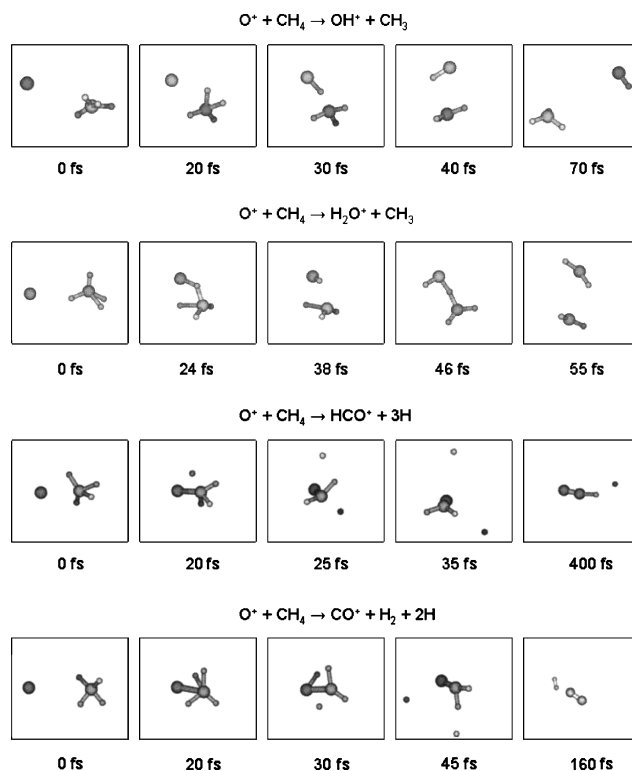 O⁺ + CH₄ → OH⁺ + CH₃
0 fs 20 fs 30 fs 40 fs 70 fs
O⁺ + CH₄ → H₂O⁺ + CH₃
0 fs 24 fs 38 fs 46 fs 55 fs
O⁺ + CH₄ → HCO⁺ + 3H
0 fs 20 fs 25 fs 35 fs 400 fs
O⁺ + CH₄ → CO⁺ + H₂ + 2H
0 fs 20 fs 30 fs 45 fs 160 fs